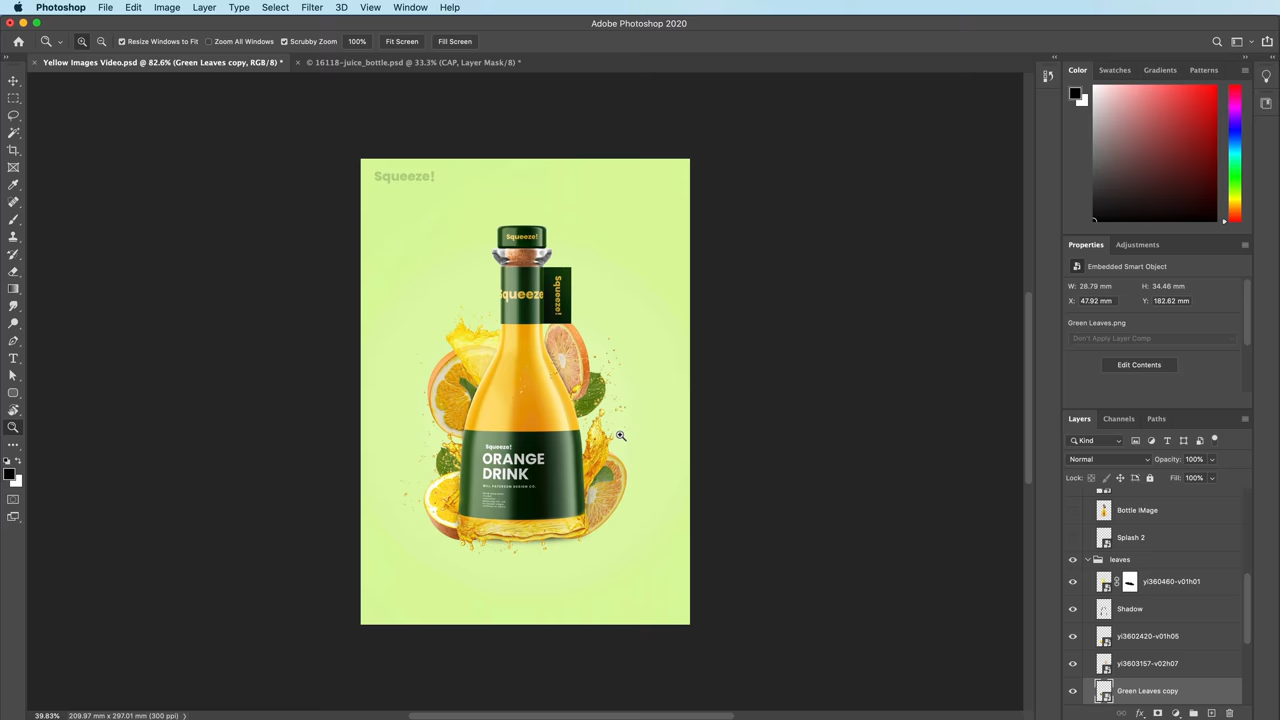 Photoshop File Edit Image Layer Type Select Filter 3D View Window Help
Adobe Photoshop 2020
Resize Windows to Fit Zoom All Windows Scrubby Zoom 100% Fit Screen Fill Screen
Yellow Images Video.psd @ 82.6% (Green Leaves copy, RGB/8) * © 16118-juice_bottle.psd @ 33.3% (CAP, Layer Mask/8) *
Color Swatches Gradients Patterns
Squeeze!
Squeeze!
Squeeze
Squeeze!
Squeeze!
ORANGE
DRINK
Properties Adjustments
Embedded Smart Object
W: 28.79 mm H: 34.46 mm
X: 47.92 mm Y: 182.62 mm
Green Leaves.png
Don't Apply Layer Comp
Edit Contents
Layers Channels Paths
Kind
Normal Opacity: 100%
Lock: Fill: 100%
Bottle IMage
Splash 2
leaves
yi360460-v01h01
Shadow
yi3602420-v01h05
yi3603157-v02h07
Green Leaves copy
fx
39.83% 209.97 mm x 297.01 mm (300 ppi)